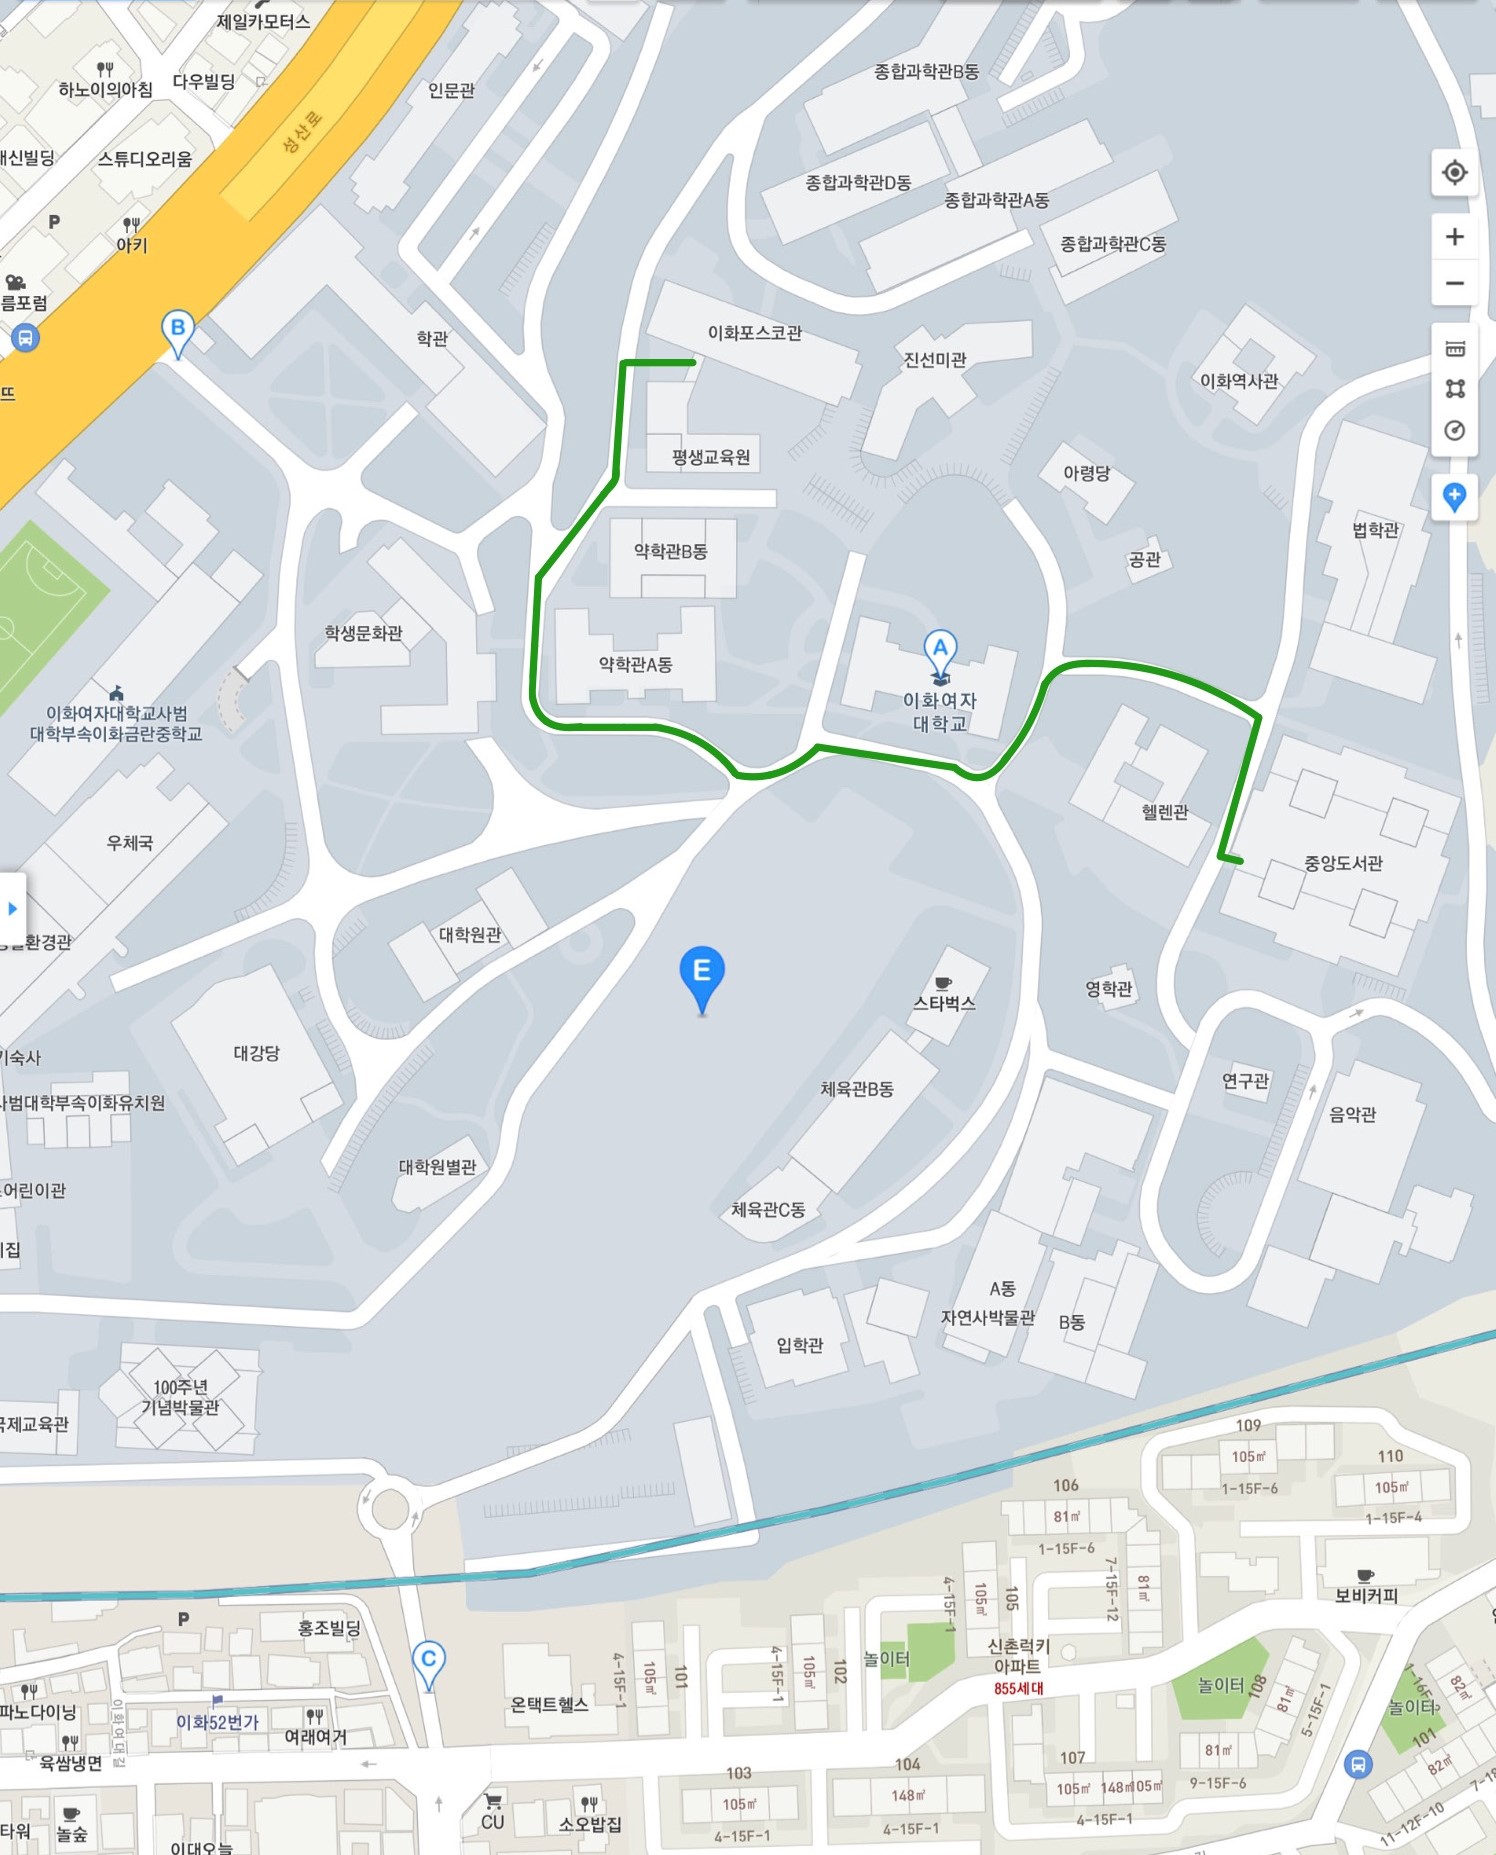 제일카모터스
하노이의아침
다우빌딩
인문관
종합과학관B동
성산로
스튜디오리움
종합과학관D동
종합과학관A동
P
아키
종합과학관C동
B
학관
이화포스코관
진선미관
이화역사관
평생교육원
아령당
법학관
약학관B동
공관
학생문화관
약학관A동
A
이화여자
대학교
이화여자대학교사범
대학부속이화금란중학교
헬렌관
우체국
중앙도서관
대학원관
E
스타벅스
영학관
대강당
기숙사
연구관
체육관B동
사범대학부속이화유치원
음악관
대학원별관
어린이관
체육관C동
A동
자연사박물관
B동
입학관
100주년
기념박물관
국제교육관
109
105㎡
1-15F-6
110
105㎡
1-15F-4
106
81㎡
1-15F-6
7-15F-12
81㎡
4-15F-1
105㎡
105
보비커피
P
홍조빌딩
C
4-15F-1
105㎡
101
4-15F-1
105㎡
102
놀이터
신촌럭키
아파트
855세대
놀이터
108
81㎡
5-15F-1
82㎡
놀이터
101
82㎡
온택트헬스
파노다이닝
이화52번가
여래여거
이화여대길
육쌈냉면
103
105㎡
4-15F-1
104
148㎡
4-15F-1
107
105㎡
148㎡
105㎡
4-15F-1
81㎡
9-15F-6
11-12F-10
CU
소오밥집
타워
놀숲
이대오늘